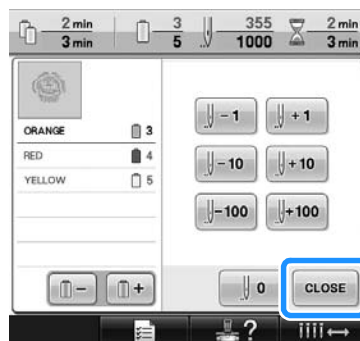 2 min 3 355 2 min
3 min 5 1000 3 min
ORANGE 3
RED 4
YELLOW 5
- 1 + 1
- 10 + 10
-100 +100
- +
0 CLOSE
?